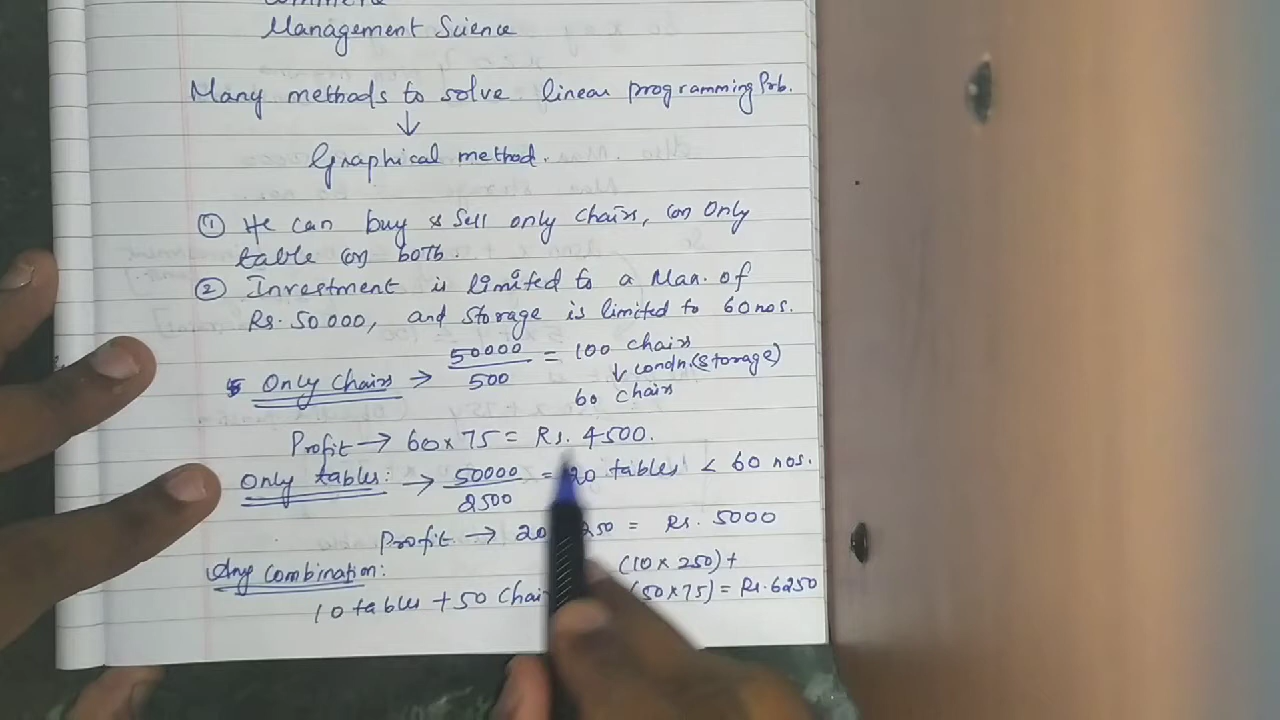 Management Science
Many methods to solve linear programming Prb.
↓
Graphical method.
① He can buy & Sell only chairs, (or) Only
table (or) both.
② Investment is limited to a Max. of
Rs. 50000, and storage is limited to 60 nos.
Only Chairs → 50000/500 = 100 chairs
↓ condn.(storage)
60 chairs
Profit → 60 x 75 = Rs. 4500.
Only tables: → 50000/2500 = 20 tables < 60 nos.
Profit → 20 250 = Rs. 5000
Any combination:
10 tables + 50 Chai (10 x 250) +
(50 x 75) = Rs. 6250